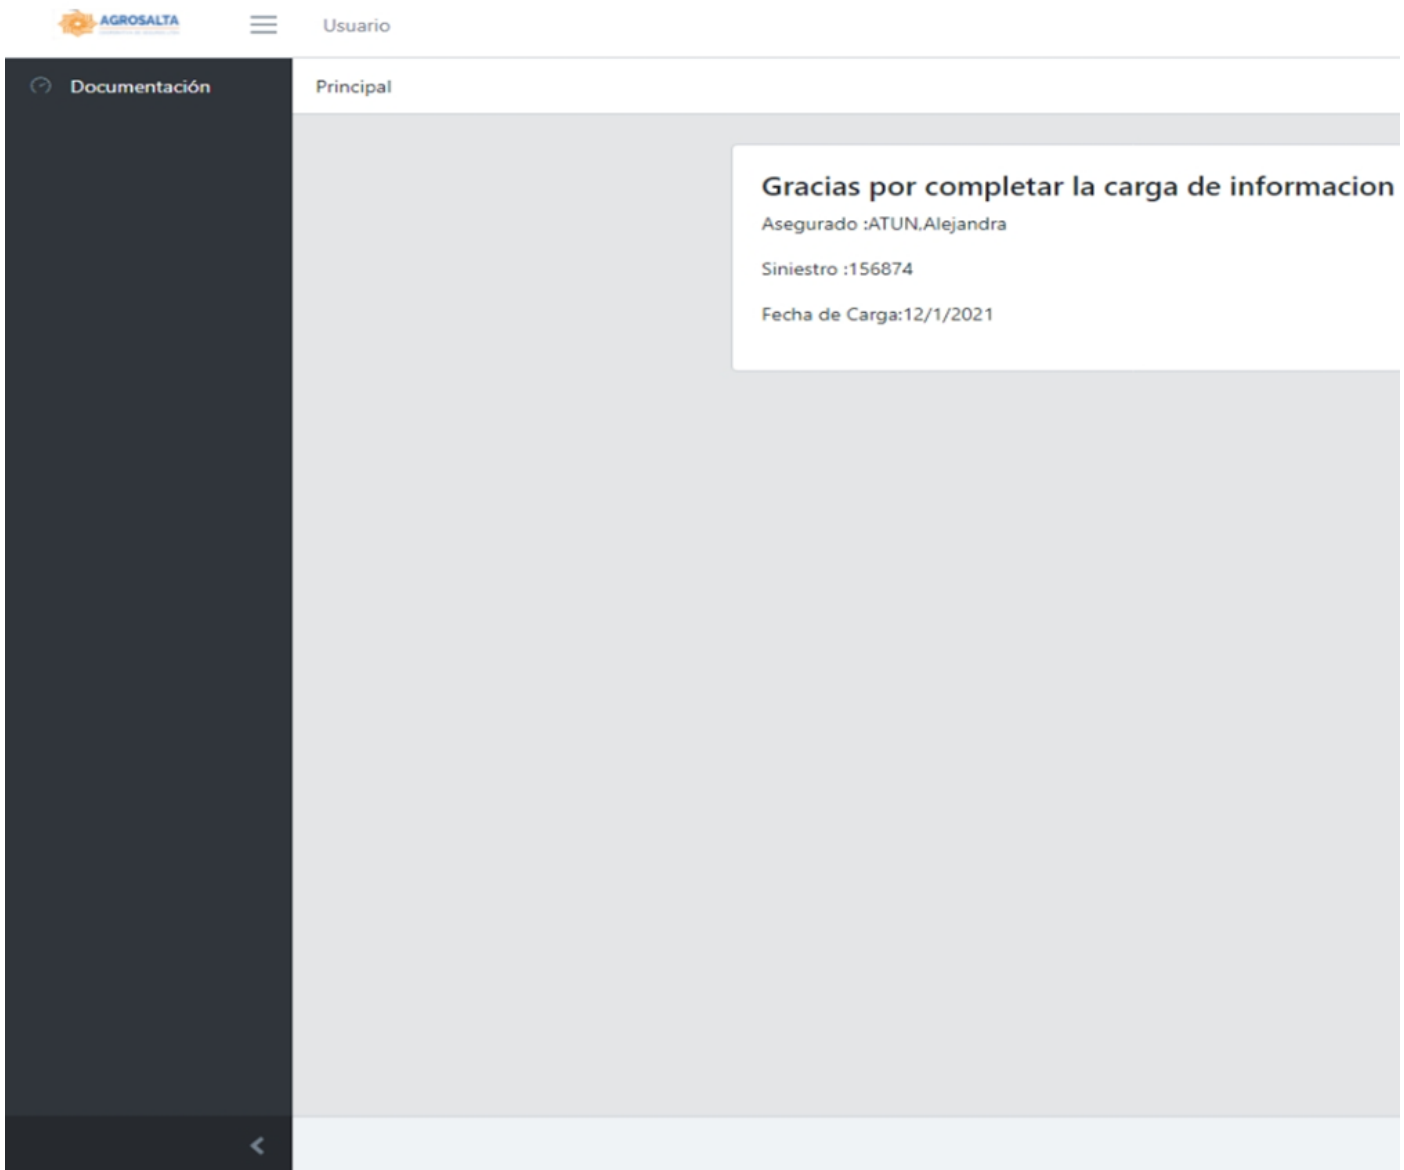 AGROSALTA
Usuario
Documentación
Principal
Gracias por completar la carga de informacion
Asegurado :ATUN,Alejandra
Siniestro :156874
Fecha de Carga:12/1/2021